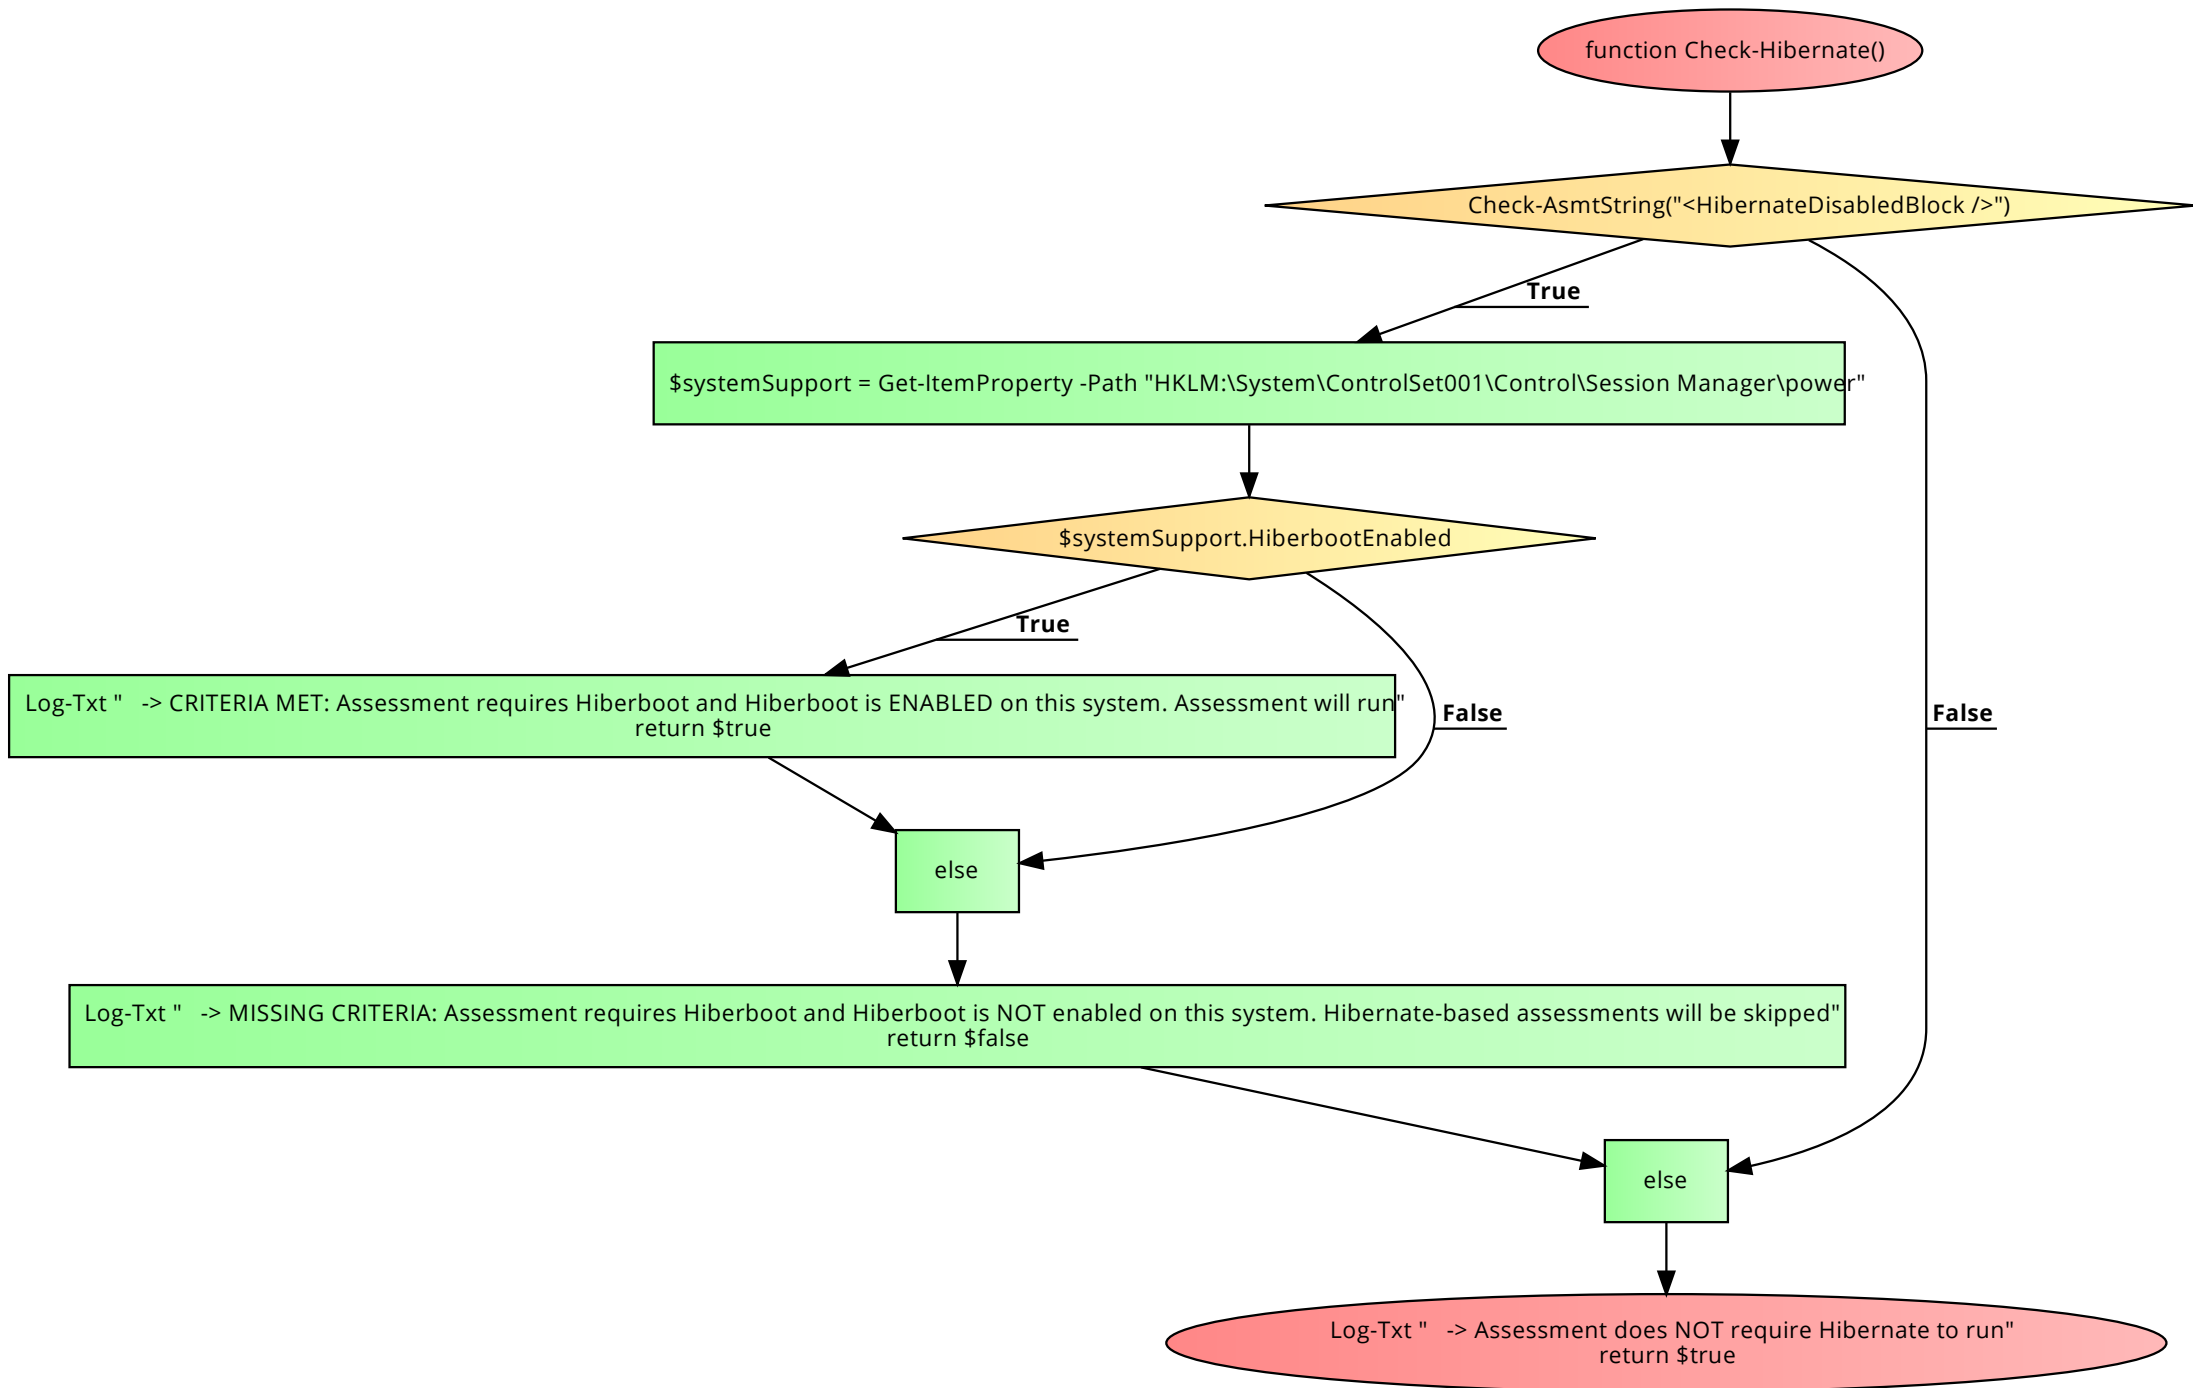 function Check-Hibernate()
Check-AsmtString("<HibernateDisabledBlock />")
True
$systemSupport = Get-ItemProperty -Path "HKLM:\System\ControlSet001\Control\Session Manager\power"
$systemSupport.HiberbootEnabled
True
Log-Txt "   -> CRITERIA MET: Assessment requires Hiberboot and Hiberboot is ENABLED on this system. Assessment will run"
return $true
False
False
else
Log-Txt "   -> MISSING CRITERIA: Assessment requires Hiberboot and Hiberboot is NOT enabled on this system. Hibernate-based assessments will be skipped"
return $false
else
Log-Txt "   -> Assessment does NOT require Hibernate to run"
return $true